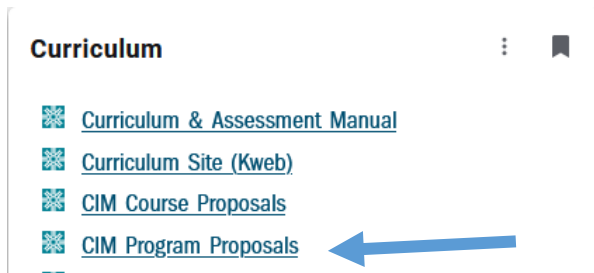 Curriculum
Curriculum & Assessment Manual
Curriculum Site (Kweb)
CIM Course Proposals
CIM Program Proposals